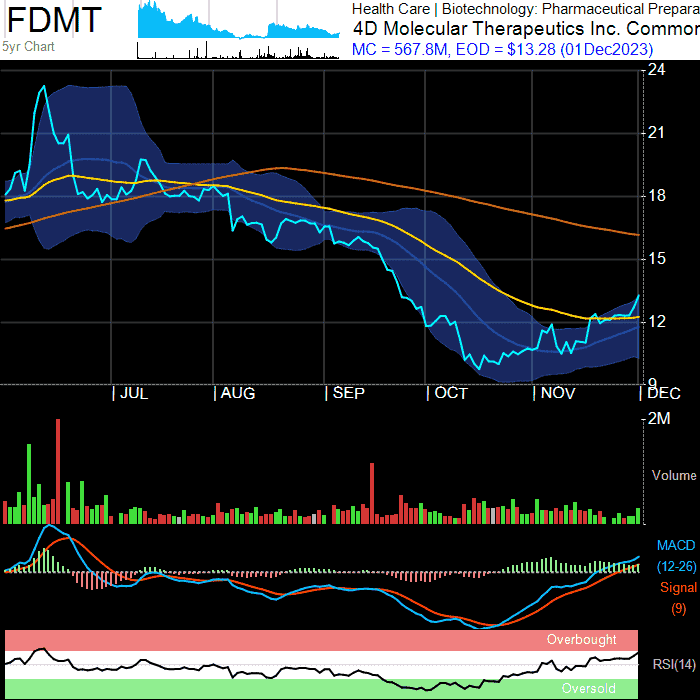 FDMT
5yr Chart
Health Care | Biotechnology: Pharmaceutical Prepara
4D Molecular Therapeutics Inc. Common
MC = 567.8M, EOD = $13.28 (01Dec2023)
24
21
18
15
12
9
| JUL | AUG | SEP | OCT | NOV | DEC
2M
Volume
MACD
(12-26)
Signal
(9)
Overbought
RSI(14)
Oversold